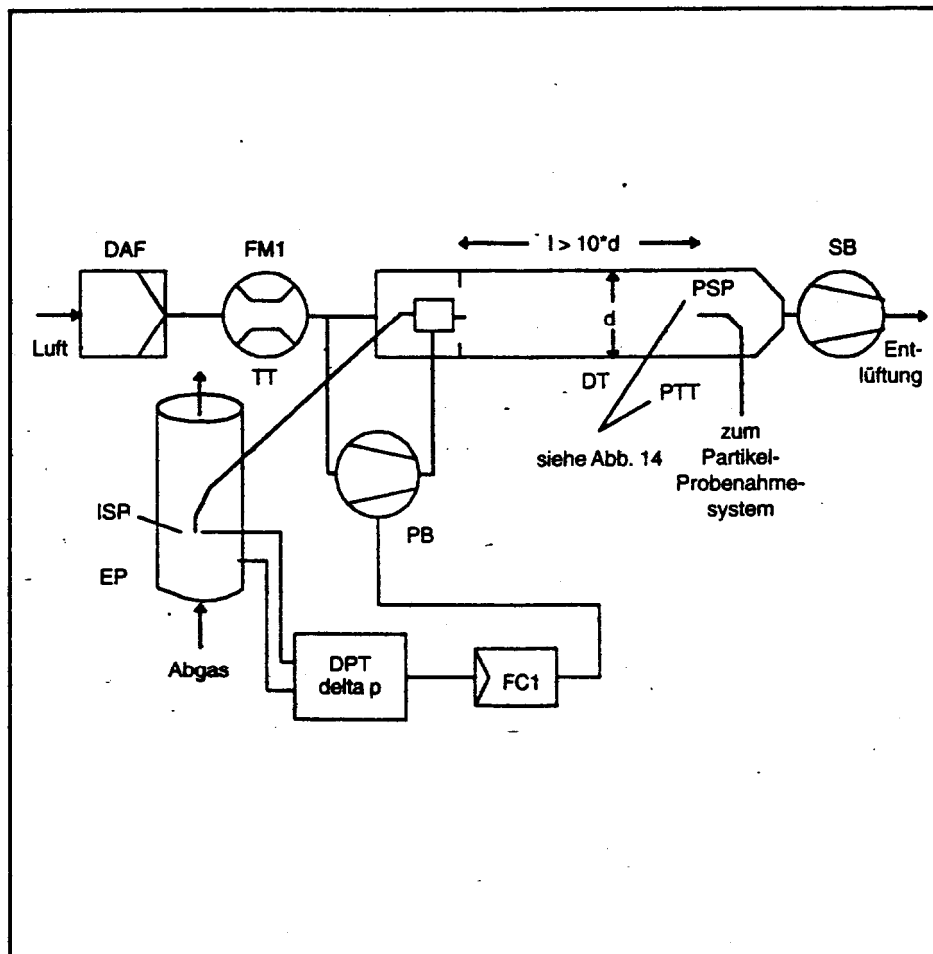 l > 10*d
DAF
FM1
SB
PSP
d
Luft
TT
DT
PTT
Ent-
lüftung
siehe Abb. 14
zum
Partikel-
Probenahme-
system
ISP
PB
EP
Abgas
DPT
delta p
FC1